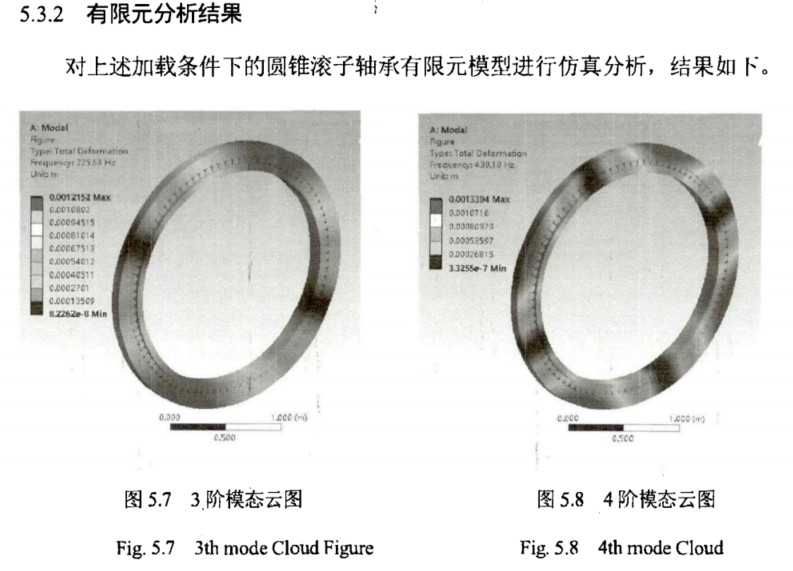 5.3.2 有限元分析结果
对上述加载条件下的圆锥滚子轴承有限元模型进行仿真分析，结果如下。
A: Modal
Figure
Type: Total Deformation
Frequency: 225.63 Hz
Unit: m
0.0012152 Max
0.0010802
0.00094515
0.00081014
0.00067513
0.00054012
0.00040511
0.0002701
0.00013509
8.2262e-8 Min
0.000
1.000 (m)
0.500
A: Modal
Figure
Type: Total Deformation
Frequency: 439.19 Hz
Unit: m
0.0013394 Max
0.0010716
0.00080379
0.00053597
0.00026815
3.3255e-7 Min
0.000
1.000 (m)
0.500
图 5.7 3 阶模态云图
Fig. 5.7 3th mode Cloud Figure
图 5.8 4 阶模态云图
Fig. 5.8 4th mode Cloud